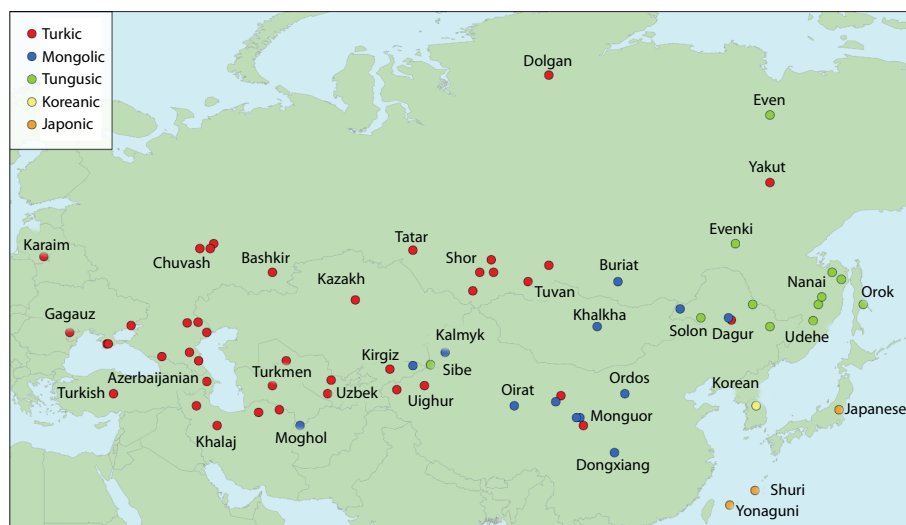 Turkic
Mongolic
Tungusic
Koreanic
Japonic
Dolgan
Even
Yakut
Karaim
Chuvash
Bashkir
Tatar
Shor
Tuvan
Buriat
Evenki
Nanai
Orok
Kazakh
Khalkha
Gagauz
Solon
Dagur
Udehe
Kalmyk
Kirgiz
Sibe
Azerbaijanian
Turkmen
Turkish
Uzbek
Uighur
Oirat
Ordos
Korean
Monguor
Japanese
Khalaj
Moghol
Dongxiang
Shuri
Yonaguni